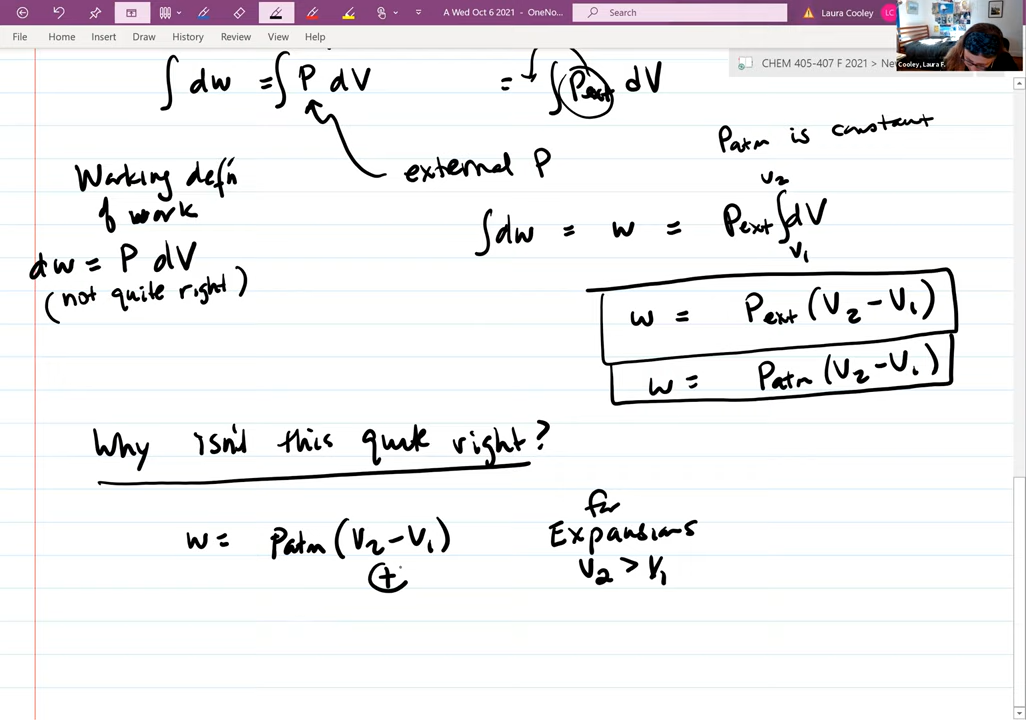 A Wed Oct 6 2021 - OneNo...
Search
Laura Cooley
LC
File Home Insert Draw History Review View Help
CHEM 405-407 F 2021 > Ne
Cooley, Laura F.
∫ dw = ∫ P dV = ∫ Pext dV
Patm is constant
external P
Working defn
of work
dw = P dV
(not quite right)
∫dw = w = Pext ∫dV
V2
V1
w = Pext (V2 - V1)
w = Patm (V2 - V1)
Why isn't this quite right?
w = Patm (V2 - V1)
+
for
Expansions
V2 > V1